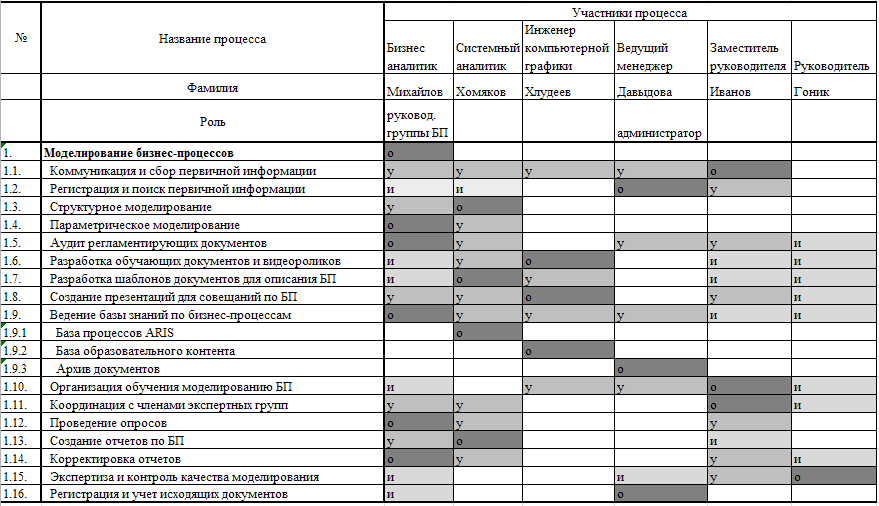 Участники процесса
№ Название процесса Бизнес аналитик Системный аналитик Инженер компьютерной графики Ведущий менеджер Заместитель руководителя Руководитель
Фамилия Михайлов Хомяков Хлудеев Давыдова Иванов Гоник
Роль руковод. группы БП администратор
1. Моделирование бизнес-процессов о
1.1. Коммуникация и сбор первичной информации у у у у о
1.2. Регистрация и поиск первичной информации и и о у
1.3. Структурное моделирование у о
1.4. Параметрическое моделирование о у
1.5. Аудит регламентирующих документов о у у у и
1.6. Разработка обучающих документов и видеороликов и у о и и
1.7. Разработка шаблонов документов для описания БП и о у и и
1.8. Создание презентаций для совещаний по БП у у о у и
1.9. Ведение базы знаний по бизнес-процессам о у у у и и
1.9.1 База процессов ARIS о
1.9.2 База образовательного контента о
1.9.3 Архив документов о
1.10. Организация обучения моделированию БП и у у о и
1.11. Координация с членами экспертных групп у у о и
1.12. Проведение опросов о у у
1.13. Создание отчетов по БП у о и
1.14. Корректировка отчетов о у у и
1.15. Экспертиза и контроль качества моделирования и и у о
1.16. Регистрация и учет исходящих документов и о